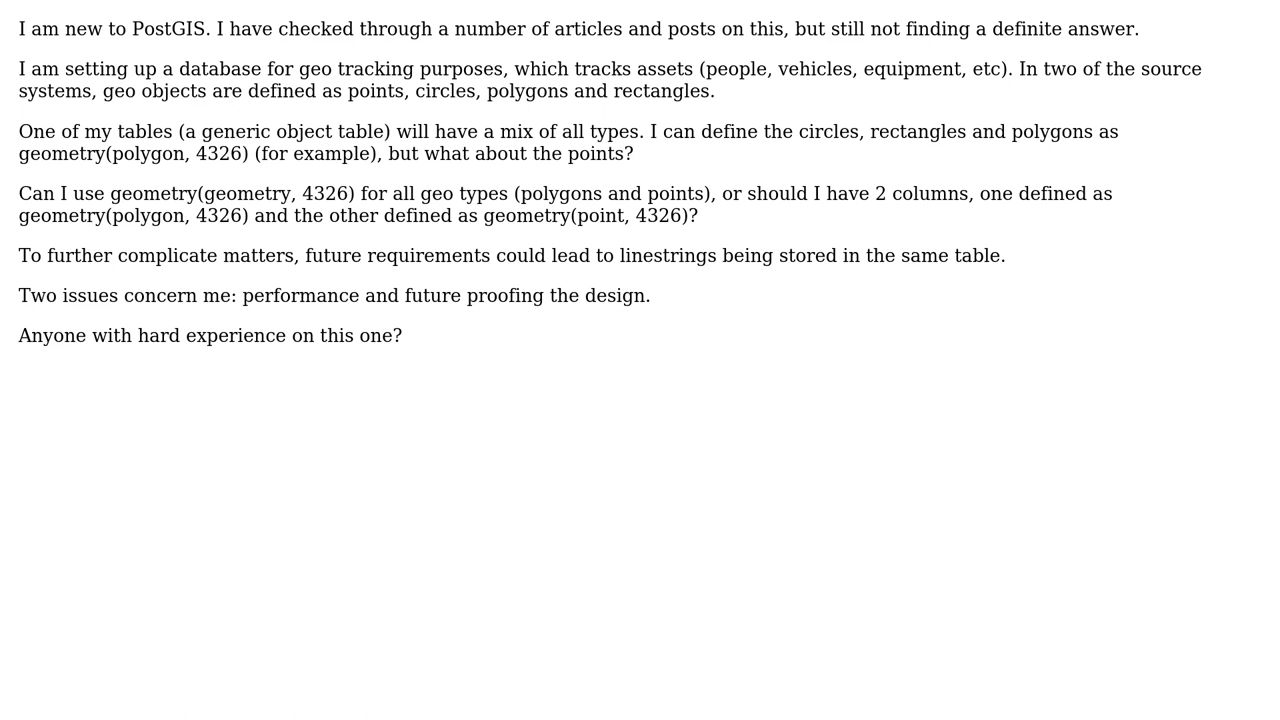 I am new to PostGIS. I have checked through a number of articles and posts on this, but still not finding a definite answer.
I am setting up a database for geo tracking purposes, which tracks assets (people, vehicles, equipment, etc). In two of the source
systems, geo objects are defined as points, circles, polygons and rectangles.
One of my tables (a generic object table) will have a mix of all types. I can define the circles, rectangles and polygons as
geometry(polygon, 4326) (for example), but what about the points?
Can I use geometry(geometry, 4326) for all geo types (polygons and points), or should I have 2 columns, one defined as
geometry(polygon, 4326) and the other defined as geometry(point, 4326)?
To further complicate matters, future requirements could lead to linestrings being stored in the same table.
Two issues concern me: performance and future proofing the design.
Anyone with hard experience on this one?